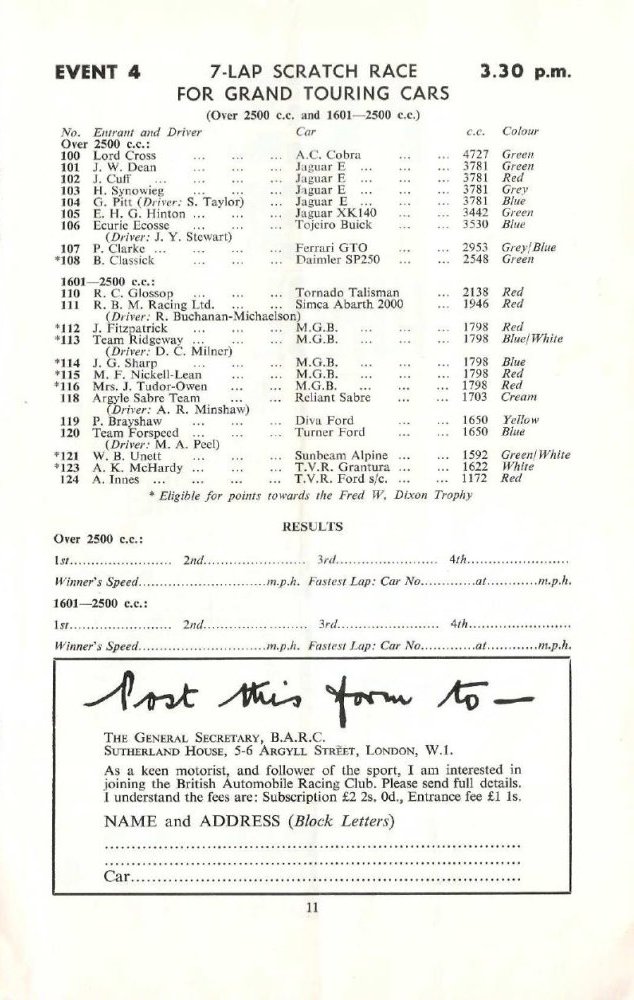 EVENT 4 7-LAP SCRATCH RACE 3.30 p.m.
FOR GRAND TOURING CARS
(Over 2500 c.c. and 1601—2500 c.c.)
No. Entrant and Driver Car c.c. Colour
Over 2500 c.c.:
100 Lord Cross ... ... ... A.C. Cobra ... ... 4727 Green
101 J. W. Dean ... ... ... Jaguar E ... ... ... 3781 Green
102 J. Cuff ... ... ... Jaguar E ... ... ... 3781 Red
103 H. Synowieg ... ... ... Jaguar E ... ... ... 3781 Grey
104 G. Pitt (Driver: S. Taylor) ... Jaguar E ... ... ... 3781 Blue
105 E. H. G. Hinton ... ... ... Jaguar XK140 ... ... 3442 Green
106 Ecurie Ecosse ... ... ... Tojeiro Buick ... ... 3530 Blue
(Driver: J. Y. Stewart)
107 P. Clarke ... ... ... ... Ferrari GTO ... ... 2953 Grey/Blue
*108 B. Classick ... ... ... Daimler SP250 ... ... 2548 Green
1601—2500 c.c.:
110 R. C. Glossop ... ... ... Tornado Talisman ... 2138 Red
111 R. B. M. Racing Ltd. ... ... Simca Abarth 2000 ... 1946 Red
(Driver: R. Buchanan-Michaelson)
*112 J. Fitzpatrick ... ... ... M.G.B. ... ... ... 1798 Red
*113 Team Ridgeway ... ... ... M.G.B. ... ... ... 1798 Blue/White
(Driver: D. C. Milner)
*114 J. G. Sharp ... ... ... M.G.B. ... ... ... 1798 Blue
*115 M. F. Nickell-Lean ... ... M.G.B. ... ... ... 1798 Red
*116 Mrs. J. Tudor-Owen ... ... M.G.B. ... ... ... 1798 Red
118 Argyle Sabre Team ... ... Reliant Sabre ... ... 1703 Cream
(Driver: A. R. Minshaw)
119 P. Brayshaw ... ... ... Diva Ford ... ... 1650 Yellow
120 Team Forspeed ... ... ... Turner Ford ... ... 1650 Blue
(Driver: M. A. Peel)
*121 W. B. Unett ... ... ... Sunbeam Alpine ... ... 1592 Green/White
*123 A. K. McHardy ... ... ... T.V.R. Grantura ... ... 1622 White
124 A. Innes ... ... ... ... T.V.R. Ford s/c. ... ... 1172 Red
* Eligible for points towards the Fred W. Dixon Trophy
RESULTS
Over 2500 c.c.:
1st........................ 2nd........................ 3rd........................ 4th........................
Winner's Speed.............................m.p.h. Fastest Lap: Car No.............at............m.p.h.
1601—2500 c.c.:
1st........................ 2nd........................ 3rd........................ 4th........................
Winner's Speed.............................m.p.h. Fastest Lap: Car No.............at............m.p.h.
Post this form to —
THE GENERAL SECRETARY, B.A.R.C.
SUTHERLAND HOUSE, 5-6 ARGYLL STREET, LONDON, W.1.
As a keen motorist, and follower of the sport, I am interested in
joining the British Automobile Racing Club. Please send full details.
I understand the fees are: Subscription £2 2s. 0d., Entrance fee £1 1s.
NAME and ADDRESS (Block Letters)
................................................................................
................................................................................
Car............................................................................
11